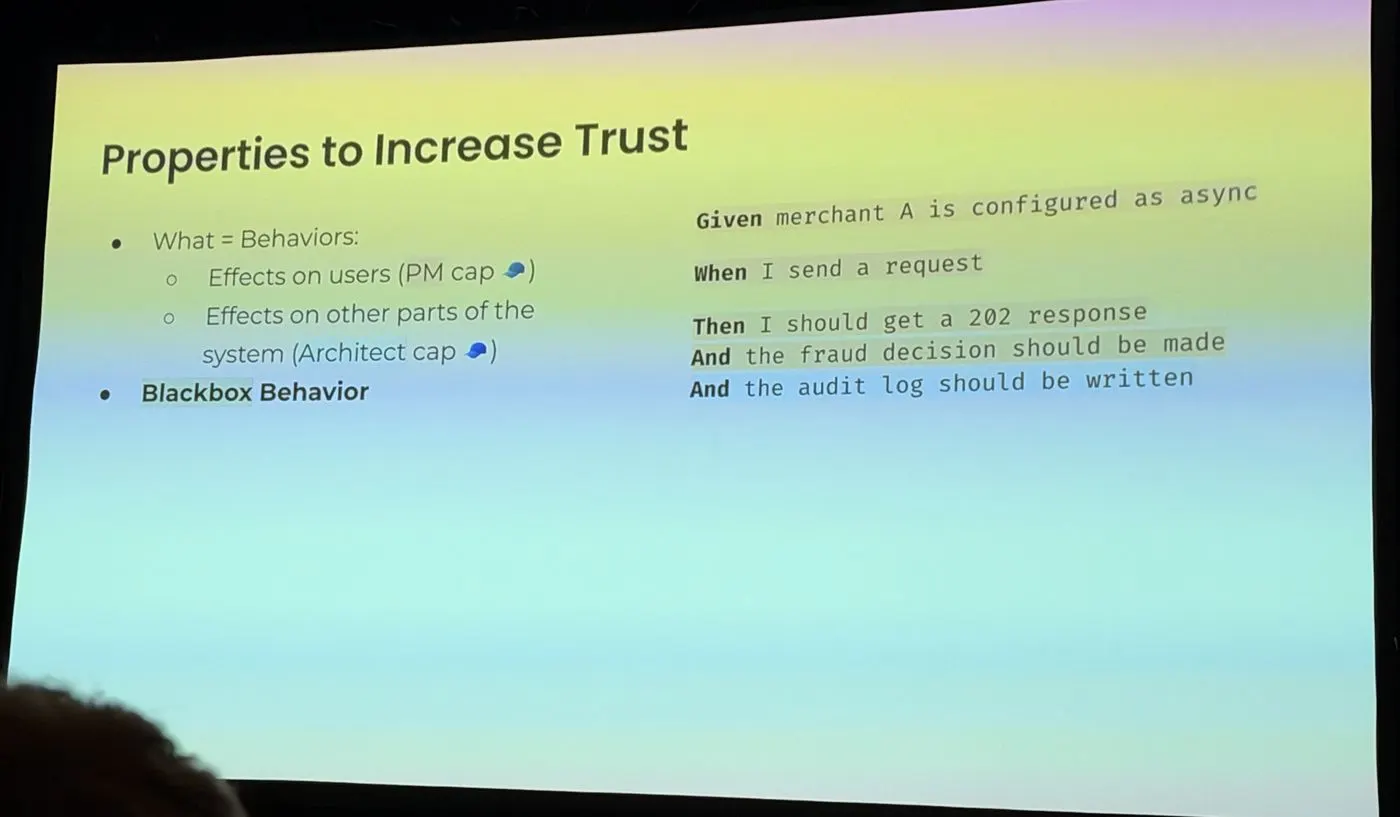 Properties to Increase Trust
● What = Behaviors:
○ Effects on users (PM cap 🧢)
○ Effects on other parts of the
system (Architect cap 🧢)
● Blackbox Behavior
Given merchant A is configured as async
When I send a request
Then I should get a 202 response
And the fraud decision should be made
And the audit log should be written